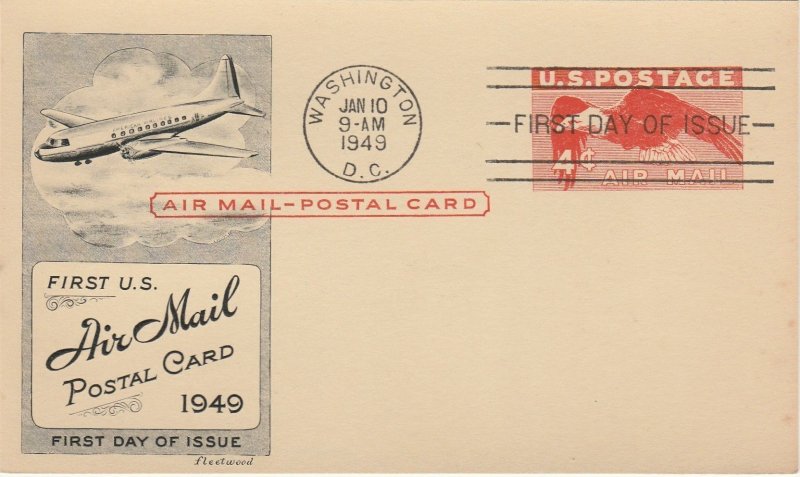 WASHINGTON
JAN 10
9-AM
1949
D.C.
U.S. POSTAGE
FIRST DAY OF ISSUE
4¢
AIR MAIL
AIR MAIL-POSTAL CARD
FIRST U.S.
Air Mail
POSTAL CARD
1949
FIRST DAY OF ISSUE
fleetwood